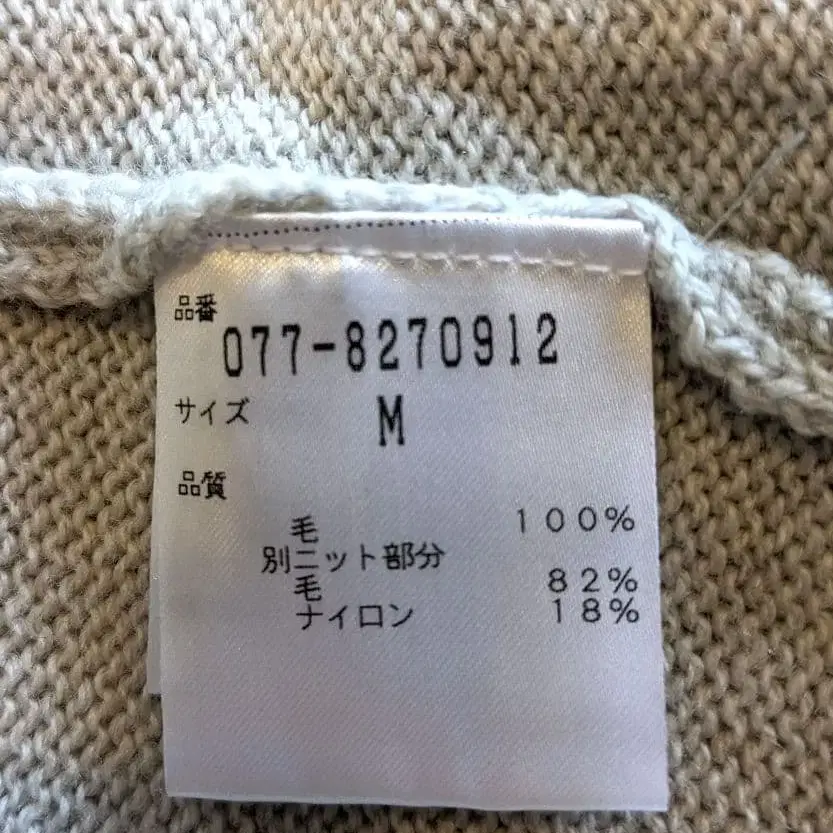 品番
077-8270912
サイズ
M
品質
毛 100%
別ニット部分
毛 82%
ナイロン 18%